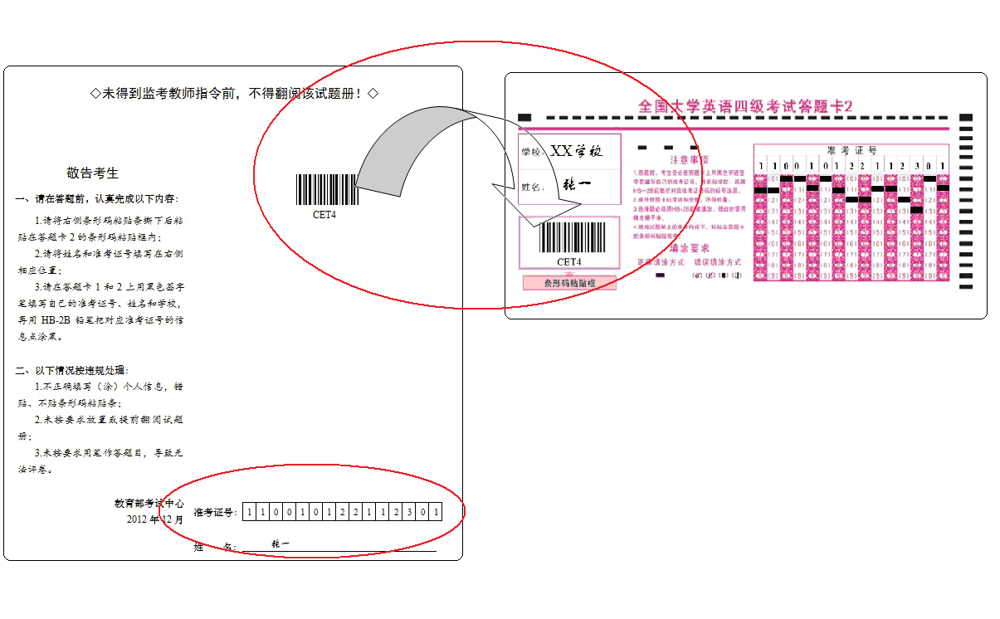 ◇未得到监考教师指令前，不得翻阅该试题册！◇
敬告考生
一、请在答题前，认真完成以下内容：
1.请将右侧条形码粘贴条撕下后粘
贴在答题卡 2 的条形码粘贴框内；
2.请将姓名和准考证号填写在右侧
相应位置；
3.请在答题卡 1 和 2 上用黑色签字
笔填写自己的准考证号、姓名和学校，
再用 HB-2B 铅笔把对应准考证号的信
息点涂黑。
二、以下情况按违规处理：
1.不正确填写（涂）个人信息，错
贴、不贴条形码粘贴条；
2.未按要求放置或提前翻阅试题
册；
3.未按要求用笔作答题目，导致无
法评卷。
教育部考试中心
2012 年 12 月
CET4
准考证号：
1 1 0 0 1 0 1 2 2 1 1 2 3 0 1
姓 名：张一
全国大学英语四级考试答题卡2
学校：XX学校
姓名：张一
CET4
条形码粘贴框
注意事项
填涂要求
正确填涂方式 错误填涂方式
准考证号
1 1 0 0 1 0 1 2 2 1 1 2 3 0 1